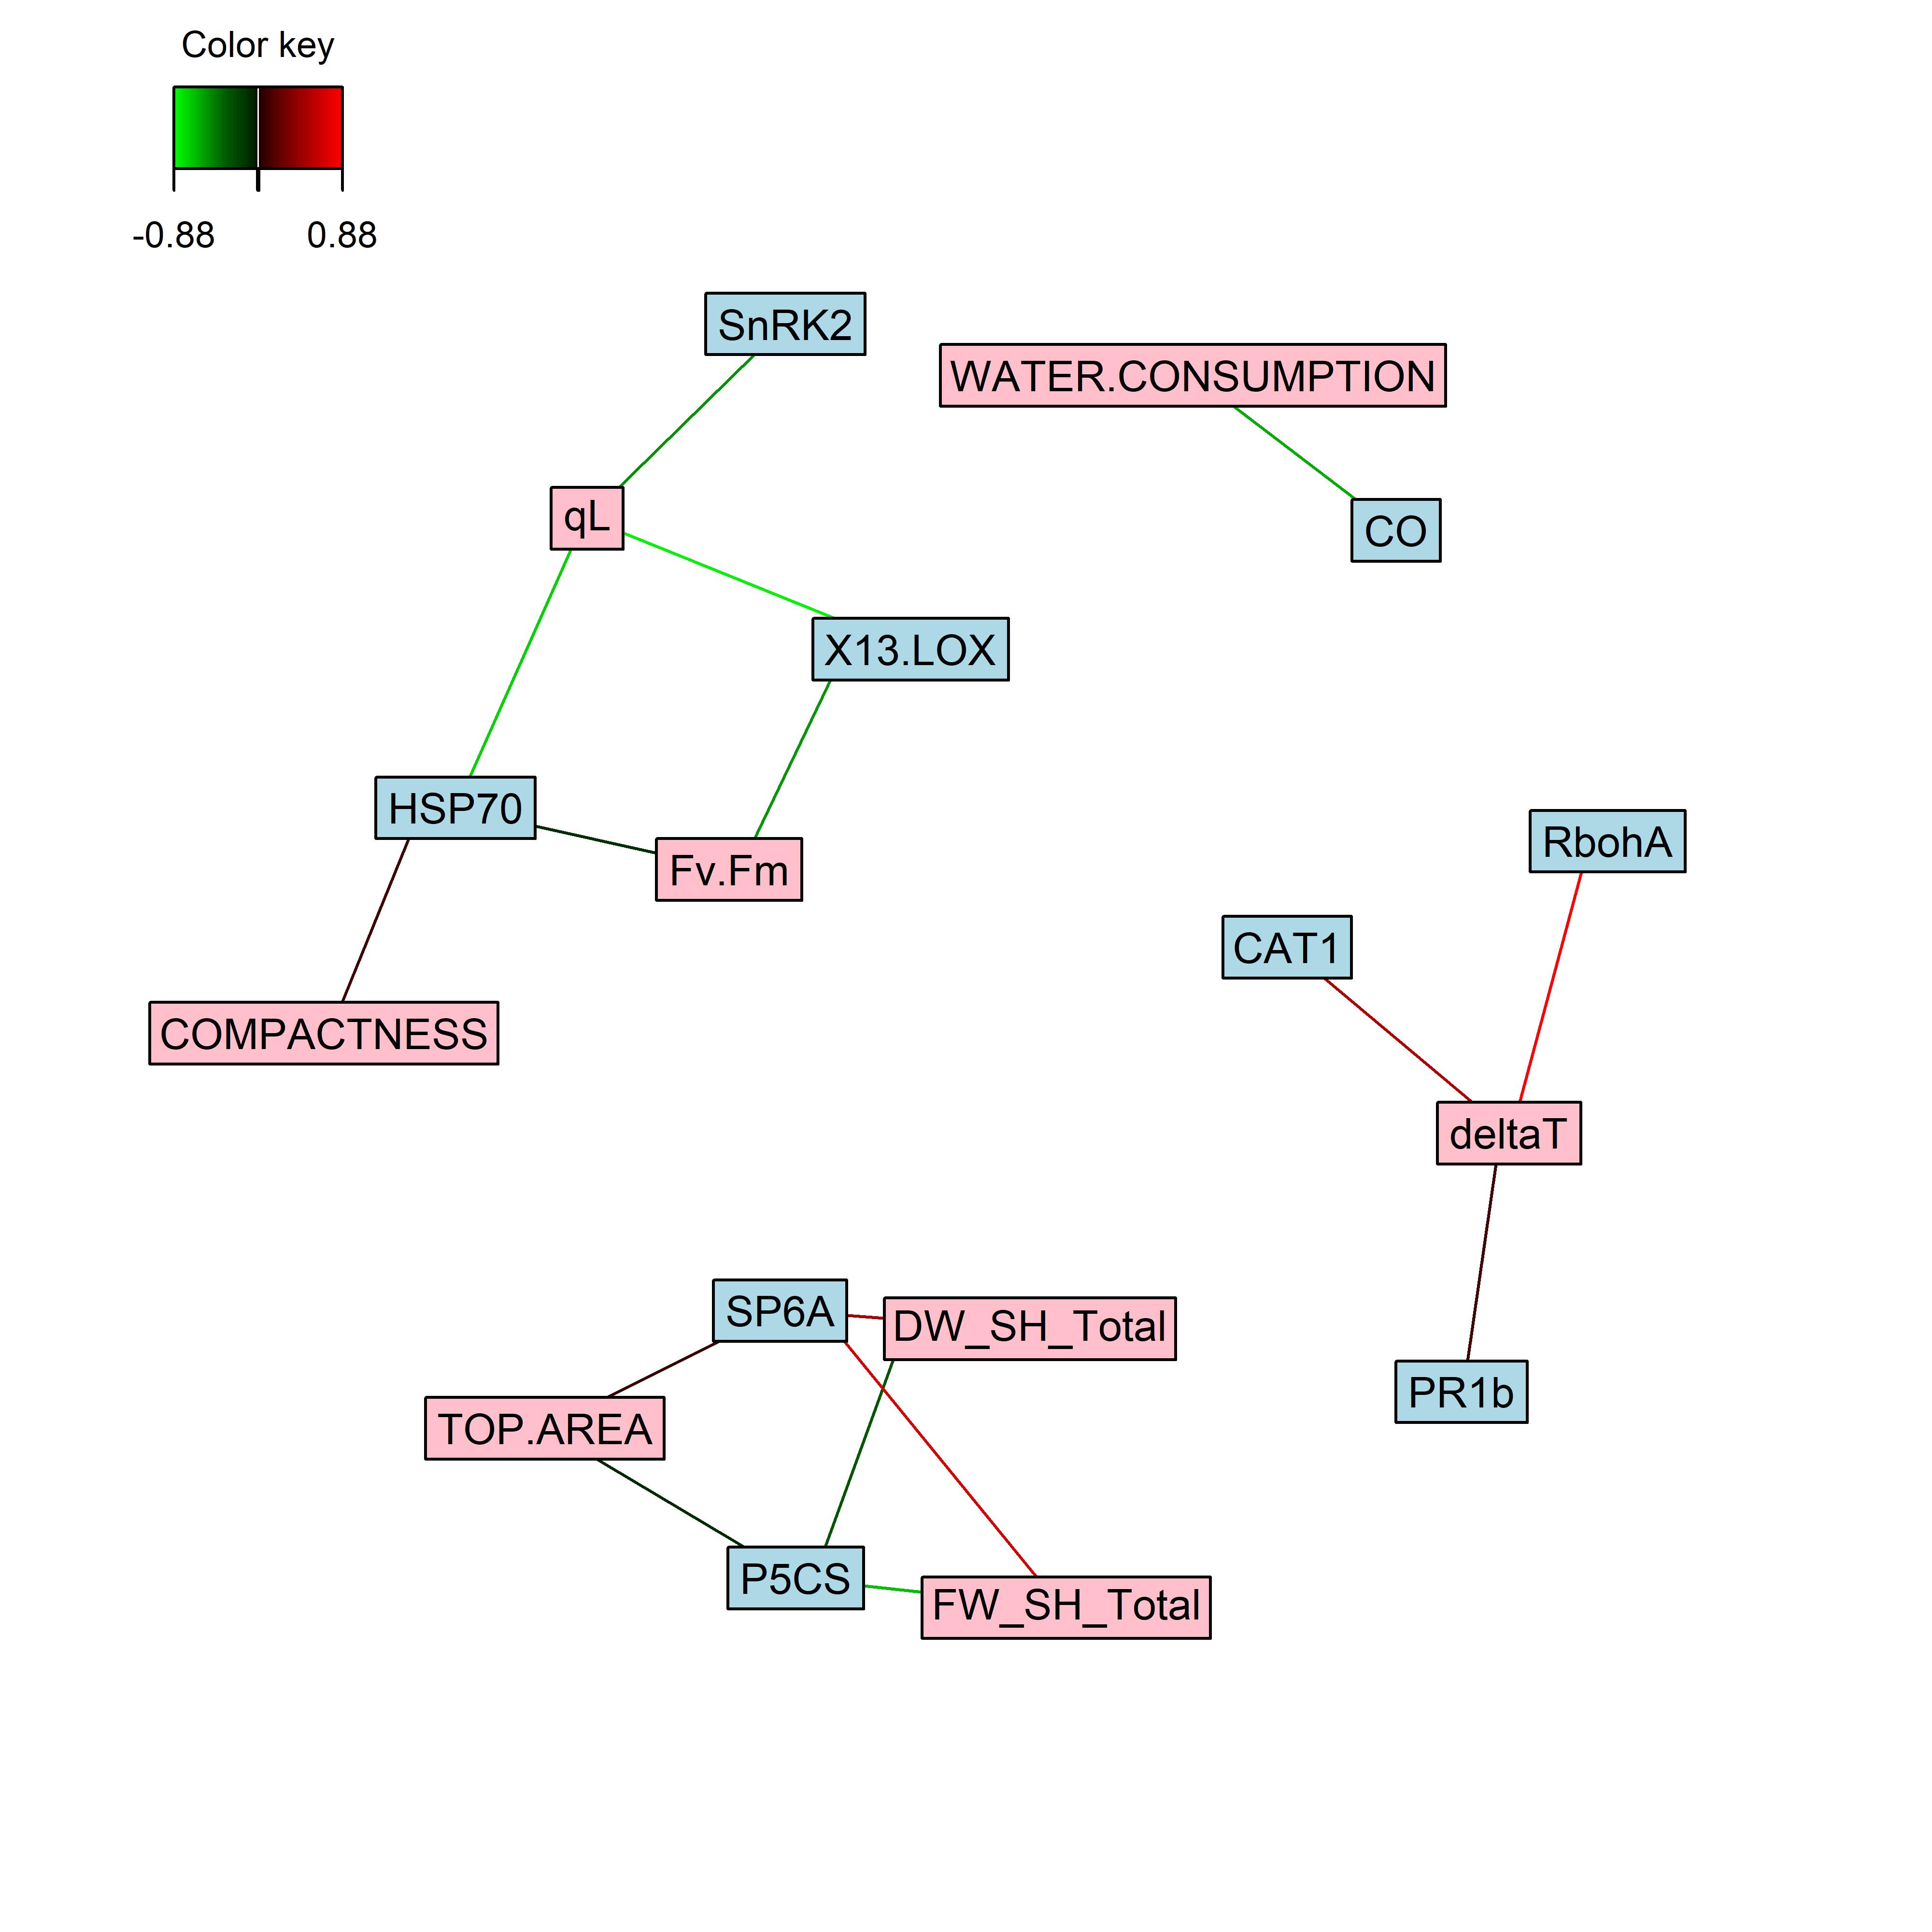 Color key
-0.88 0.88
SnRK2
WATER.CONSUMPTION
qL
CO
X13.LOX
HSP70
RbohA
Fv.Fm
CAT1
COMPACTNESS
deltaT
SP6A
DW_SH_Total
PR1b
TOP.AREA
P5CS
FW_SH_Total